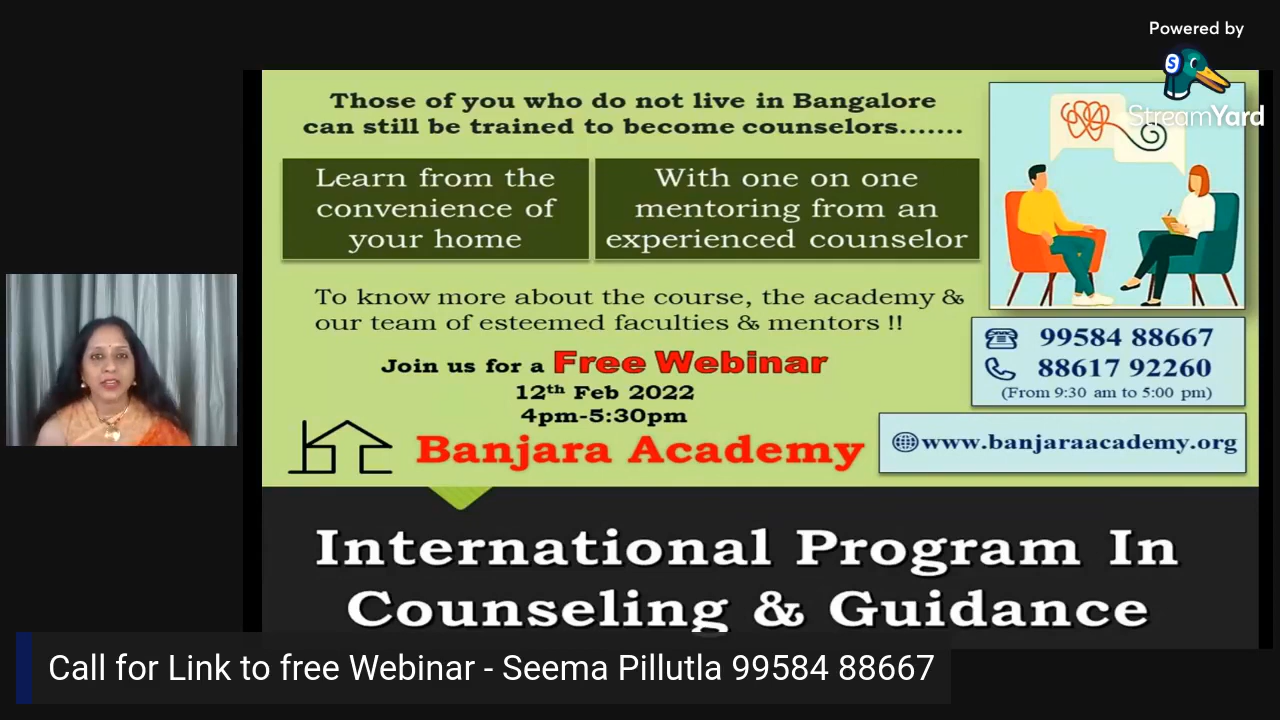 Powered by
StreamYard
Those of you who do not live in Bangalore
can still be trained to become counselors.......
Learn from the
convenience of
your home
With one on one
mentoring from an
experienced counselor
To know more about the course, the academy &
our team of esteemed faculties & mentors !!
Join us for a Free Webinar
12th Feb 2022
4pm-5:30pm
Banjara Academy
99584 88667
88617 92260
(From 9:30 am to 5:00 pm)
www.banjaraacademy.org
International Program In
Counseling & Guidance
Call for Link to free Webinar - Seema Pillutla 99584 88667